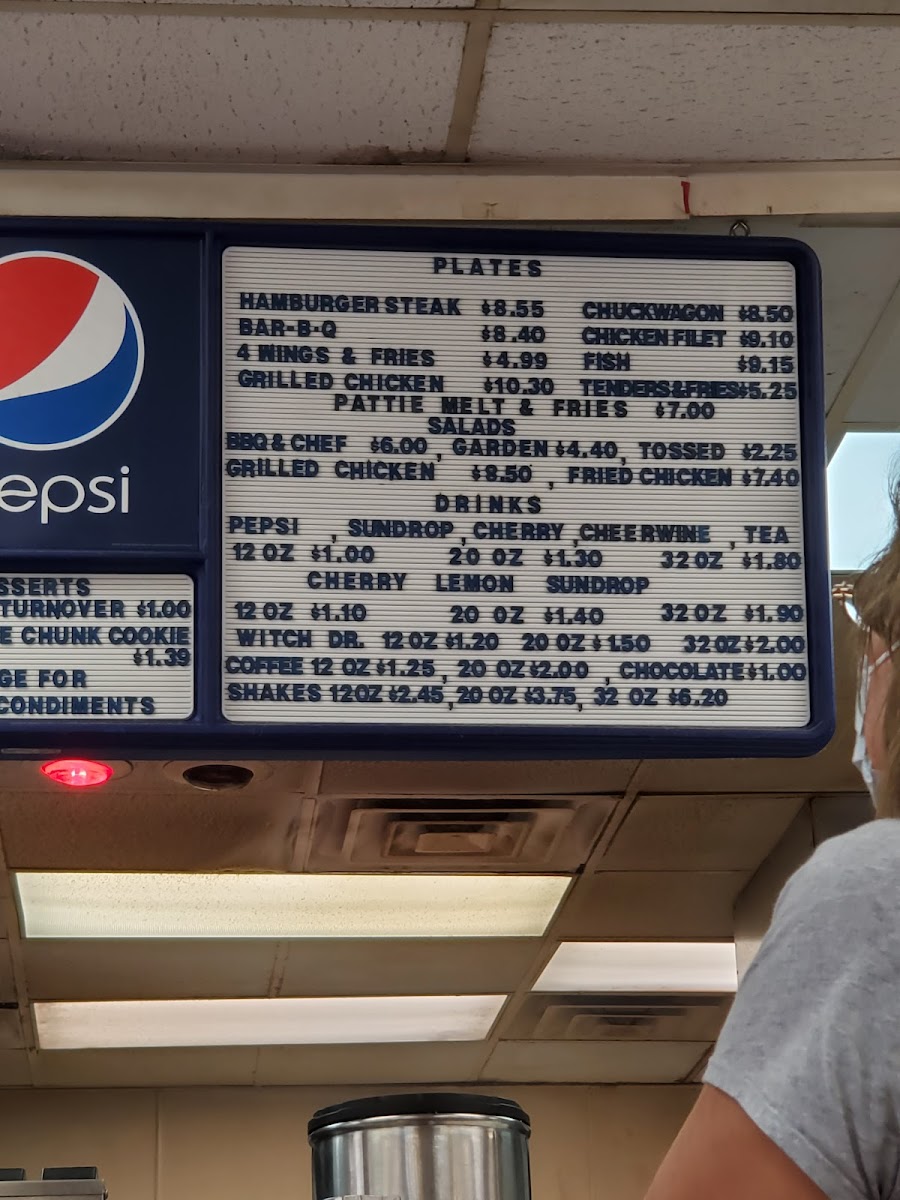 PLATES
HAMBURGER STEAK $8.55 CHUCKWAGON $8.50
BAR-B-Q $8.40 CHICKEN FILET $9.10
4 WINGS & FRIES $4.99 FISH $9.15
GRILLED CHICKEN $10.30 TENDERS&FRIES $5.25
PATTIE MELT & FRIES $7.00
SALADS
BBQ & CHEF $6.00, GARDEN $4.40, TOSSED $2.25
GRILLED CHICKEN $8.50, FRIED CHICKEN $7.40
DRINKS
PEPSI, SUNDROP, CHERRY, CHEERWINE, TEA
12 OZ $1.00 20 OZ $1.30 32 OZ $1.80
CHERRY LEMON SUNDROP
12 OZ $1.10 20 OZ $1.40 32 OZ $1.90
WITCH DR. 12 OZ $1.20 20 OZ $1.50 32 OZ $2.00
COFFEE 12 OZ $1.25, 20 OZ $2.00, CHOCOLATE $1.00
SHAKES 12OZ $2.45, 20 OZ $3.75, 32 OZ $6.20
epsi
SSERTS
TURNOVER $1.00
E CHUNK COOKIE
$1.39
GE FOR
CONDIMENTS